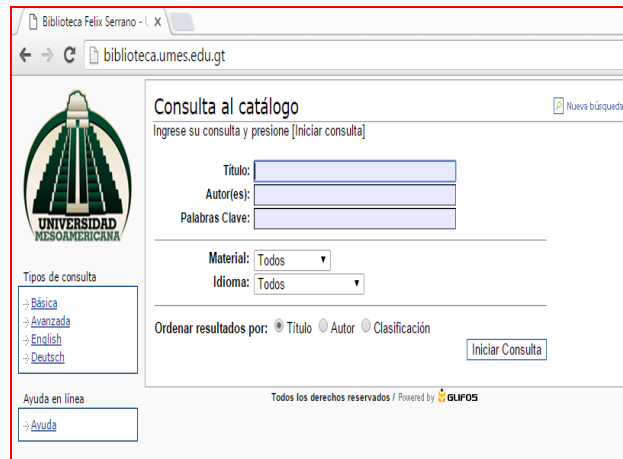 Biblioteca Felix Serrano - U
biblioteca.umes.edu.gt
UNIVERSIDAD
MESOAMERICANA
Tipos de consulta
Básica
Avanzada
English
Deutsch
Ayuda en línea
Ayuda
Consulta al catálogo
Nueva búsqueda
Ingrese su consulta y presione [Iniciar consulta]
Título:
Autor(es):
Palabras Clave:
Material: Todos
Idioma: Todos
Ordenar resultados por: Título Autor Clasificación
Iniciar Consulta
Todos los derechos reservados / Powered by GLIFOS